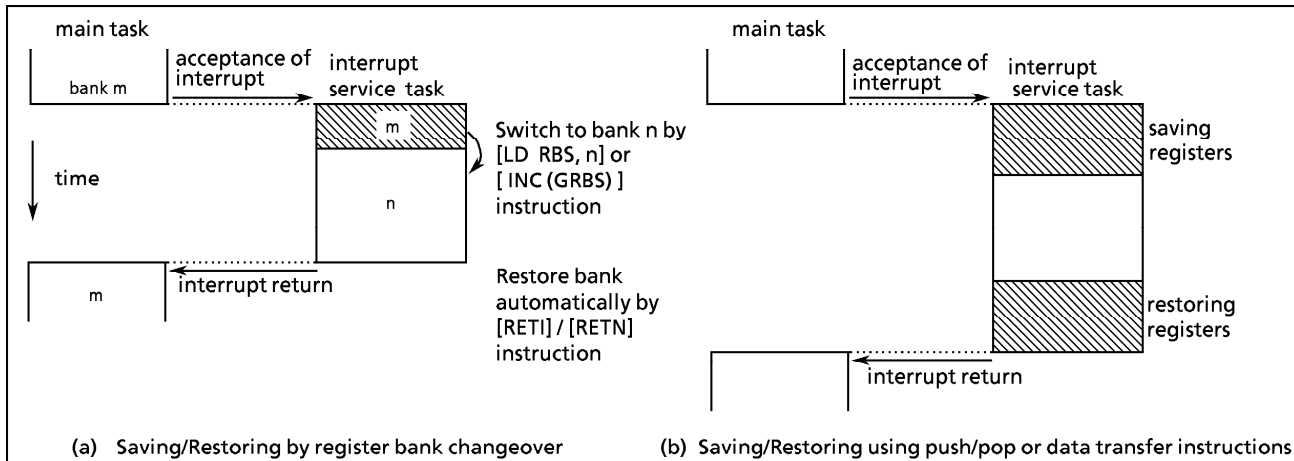 main task
bank m
acceptance of
interrupt
interrupt
service task
m
Switch to bank n by
[LD RBS, n] or
[ INC (GRBS) ]
instruction
time
n
interrupt return
m
Restore bank
automatically by
[RETI] / [RETN]
instruction
(a) Saving/Restoring by register bank changeover
main task
acceptance of
interrupt
interrupt
service task
saving
registers
restoring
registers
interrupt return
(b) Saving/Restoring using push/pop or data transfer instructions